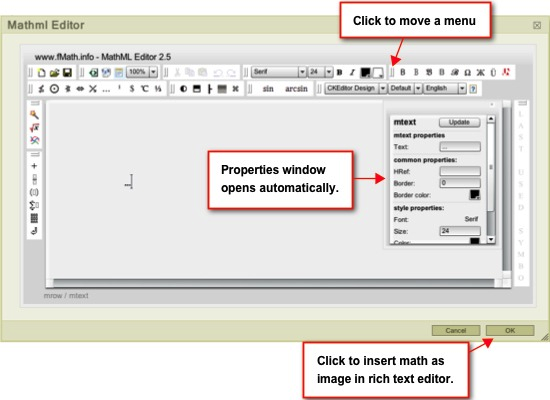 Click to move a menu
Mathml Editor
www.fMath.info - MathML Editor 2.5
100% Serif 24 B I B
... $ °C ⅓ sin arcsin CKEditor Design Default English ?
mtext Update
mtext properties
Text: ...
common properties:
HRef:
Border: 0
Border color:
style properties:
Font: Serif
Size: 24
Color:
...
Properties window
opens automatically.
L
A
S
T
U
S
E
D
S
Y
M
B
O
mrow / mtext
Cancel OK
Click to insert math as
image in rich text editor.